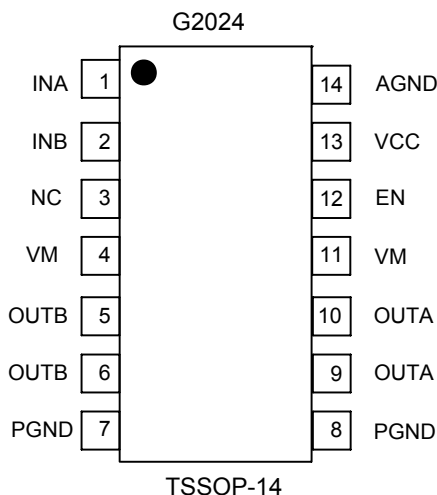 G2024
INA 1 14 AGND
INB 2 13 VCC
NC 3 12 EN
VM 4 11 VM
OUTB 5 10 OUTA
OUTB 6 9 OUTA
PGND 7 8 PGND
TSSOP-14